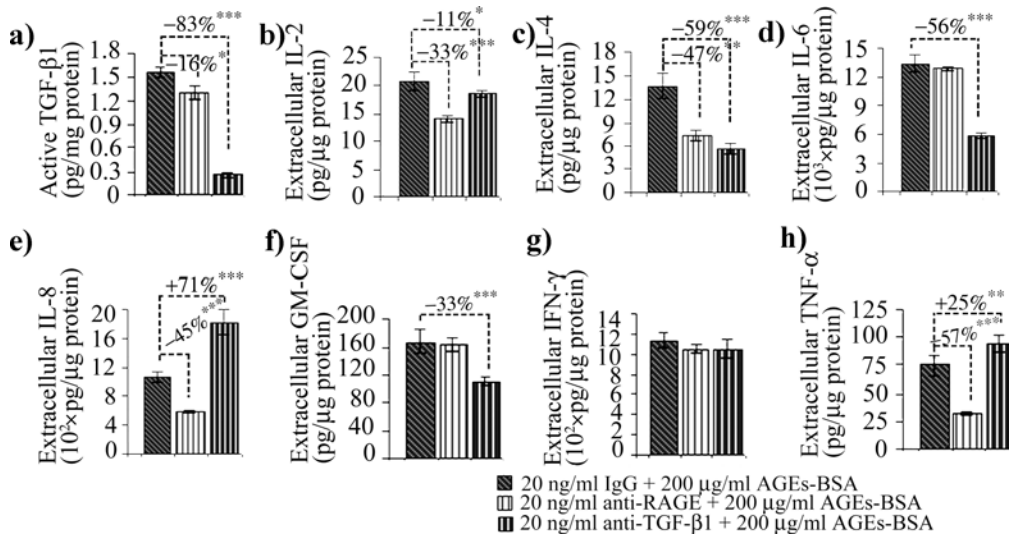 a)
Active TGF-β1
(pg/mg protein)
1.8
1.5
1.2
0.9
0.6
0.3
0
−83% ***
−16% *
b)
Extracellular IL-2
(pg/µg protein)
25
20
15
10
5
0
−11% *
−33% ***
c)
Extracellular IL-4
(pg/µg protein)
18
15
12
9
6
3
0
−59% ***
−47% **
d)
Extracellular IL-6
(10³×pg/µg protein)
15
12
9
6
3
0
−56% ***
e)
Extracellular IL-8
(10²×pg/µg protein)
20
16
12
8
4
0
+71% ***
−45% ***
f)
Extracellular GM-CSF
(pg/µg protein)
200
160
120
80
40
0
−33% ***
g)
Extracellular IFN-γ
(10²×pg/µg protein)
14
12
10
8
6
4
2
0
h)
Extracellular TNF-α
(pg/µg protein)
125
100
75
50
25
0
+25% **
−57% ***
20 ng/ml IgG + 200 µg/ml AGEs-BSA
20 ng/ml anti-RAGE + 200 µg/ml AGEs-BSA
20 ng/ml anti-TGF-β1 + 200 µg/ml AGEs-BSA